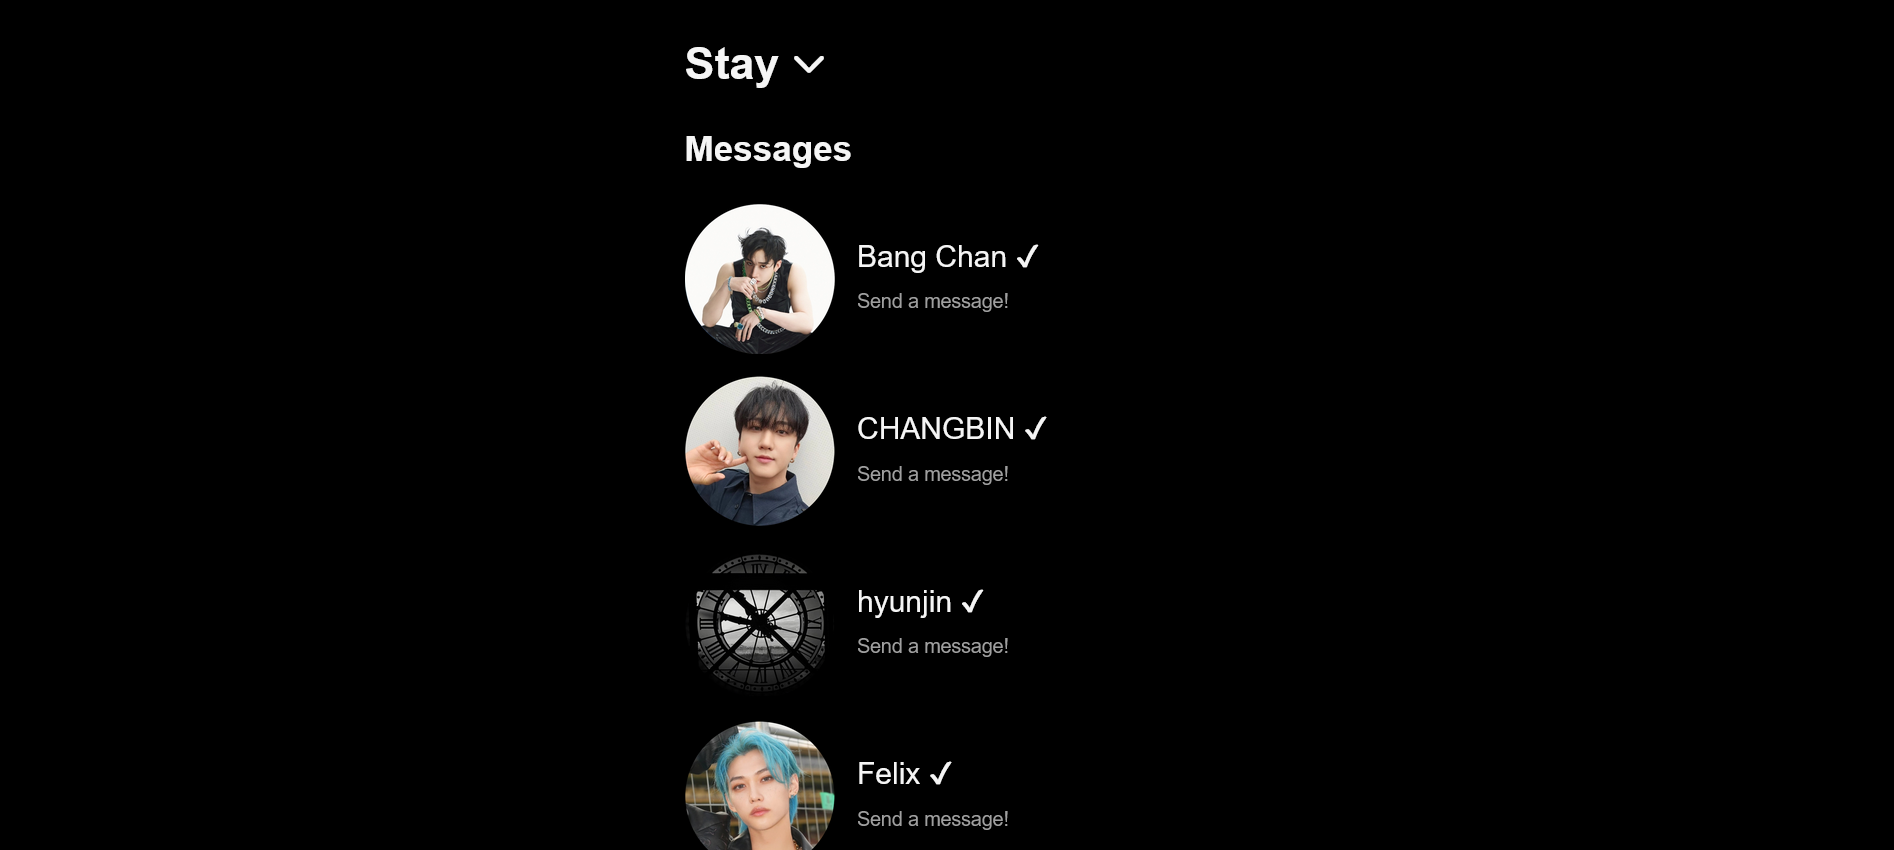 Stay
Messages
Bang Chan ✓
Send a message!
CHANGBIN ✓
Send a message!
hyunjin ✓
Send a message!
Felix ✓
Send a message!